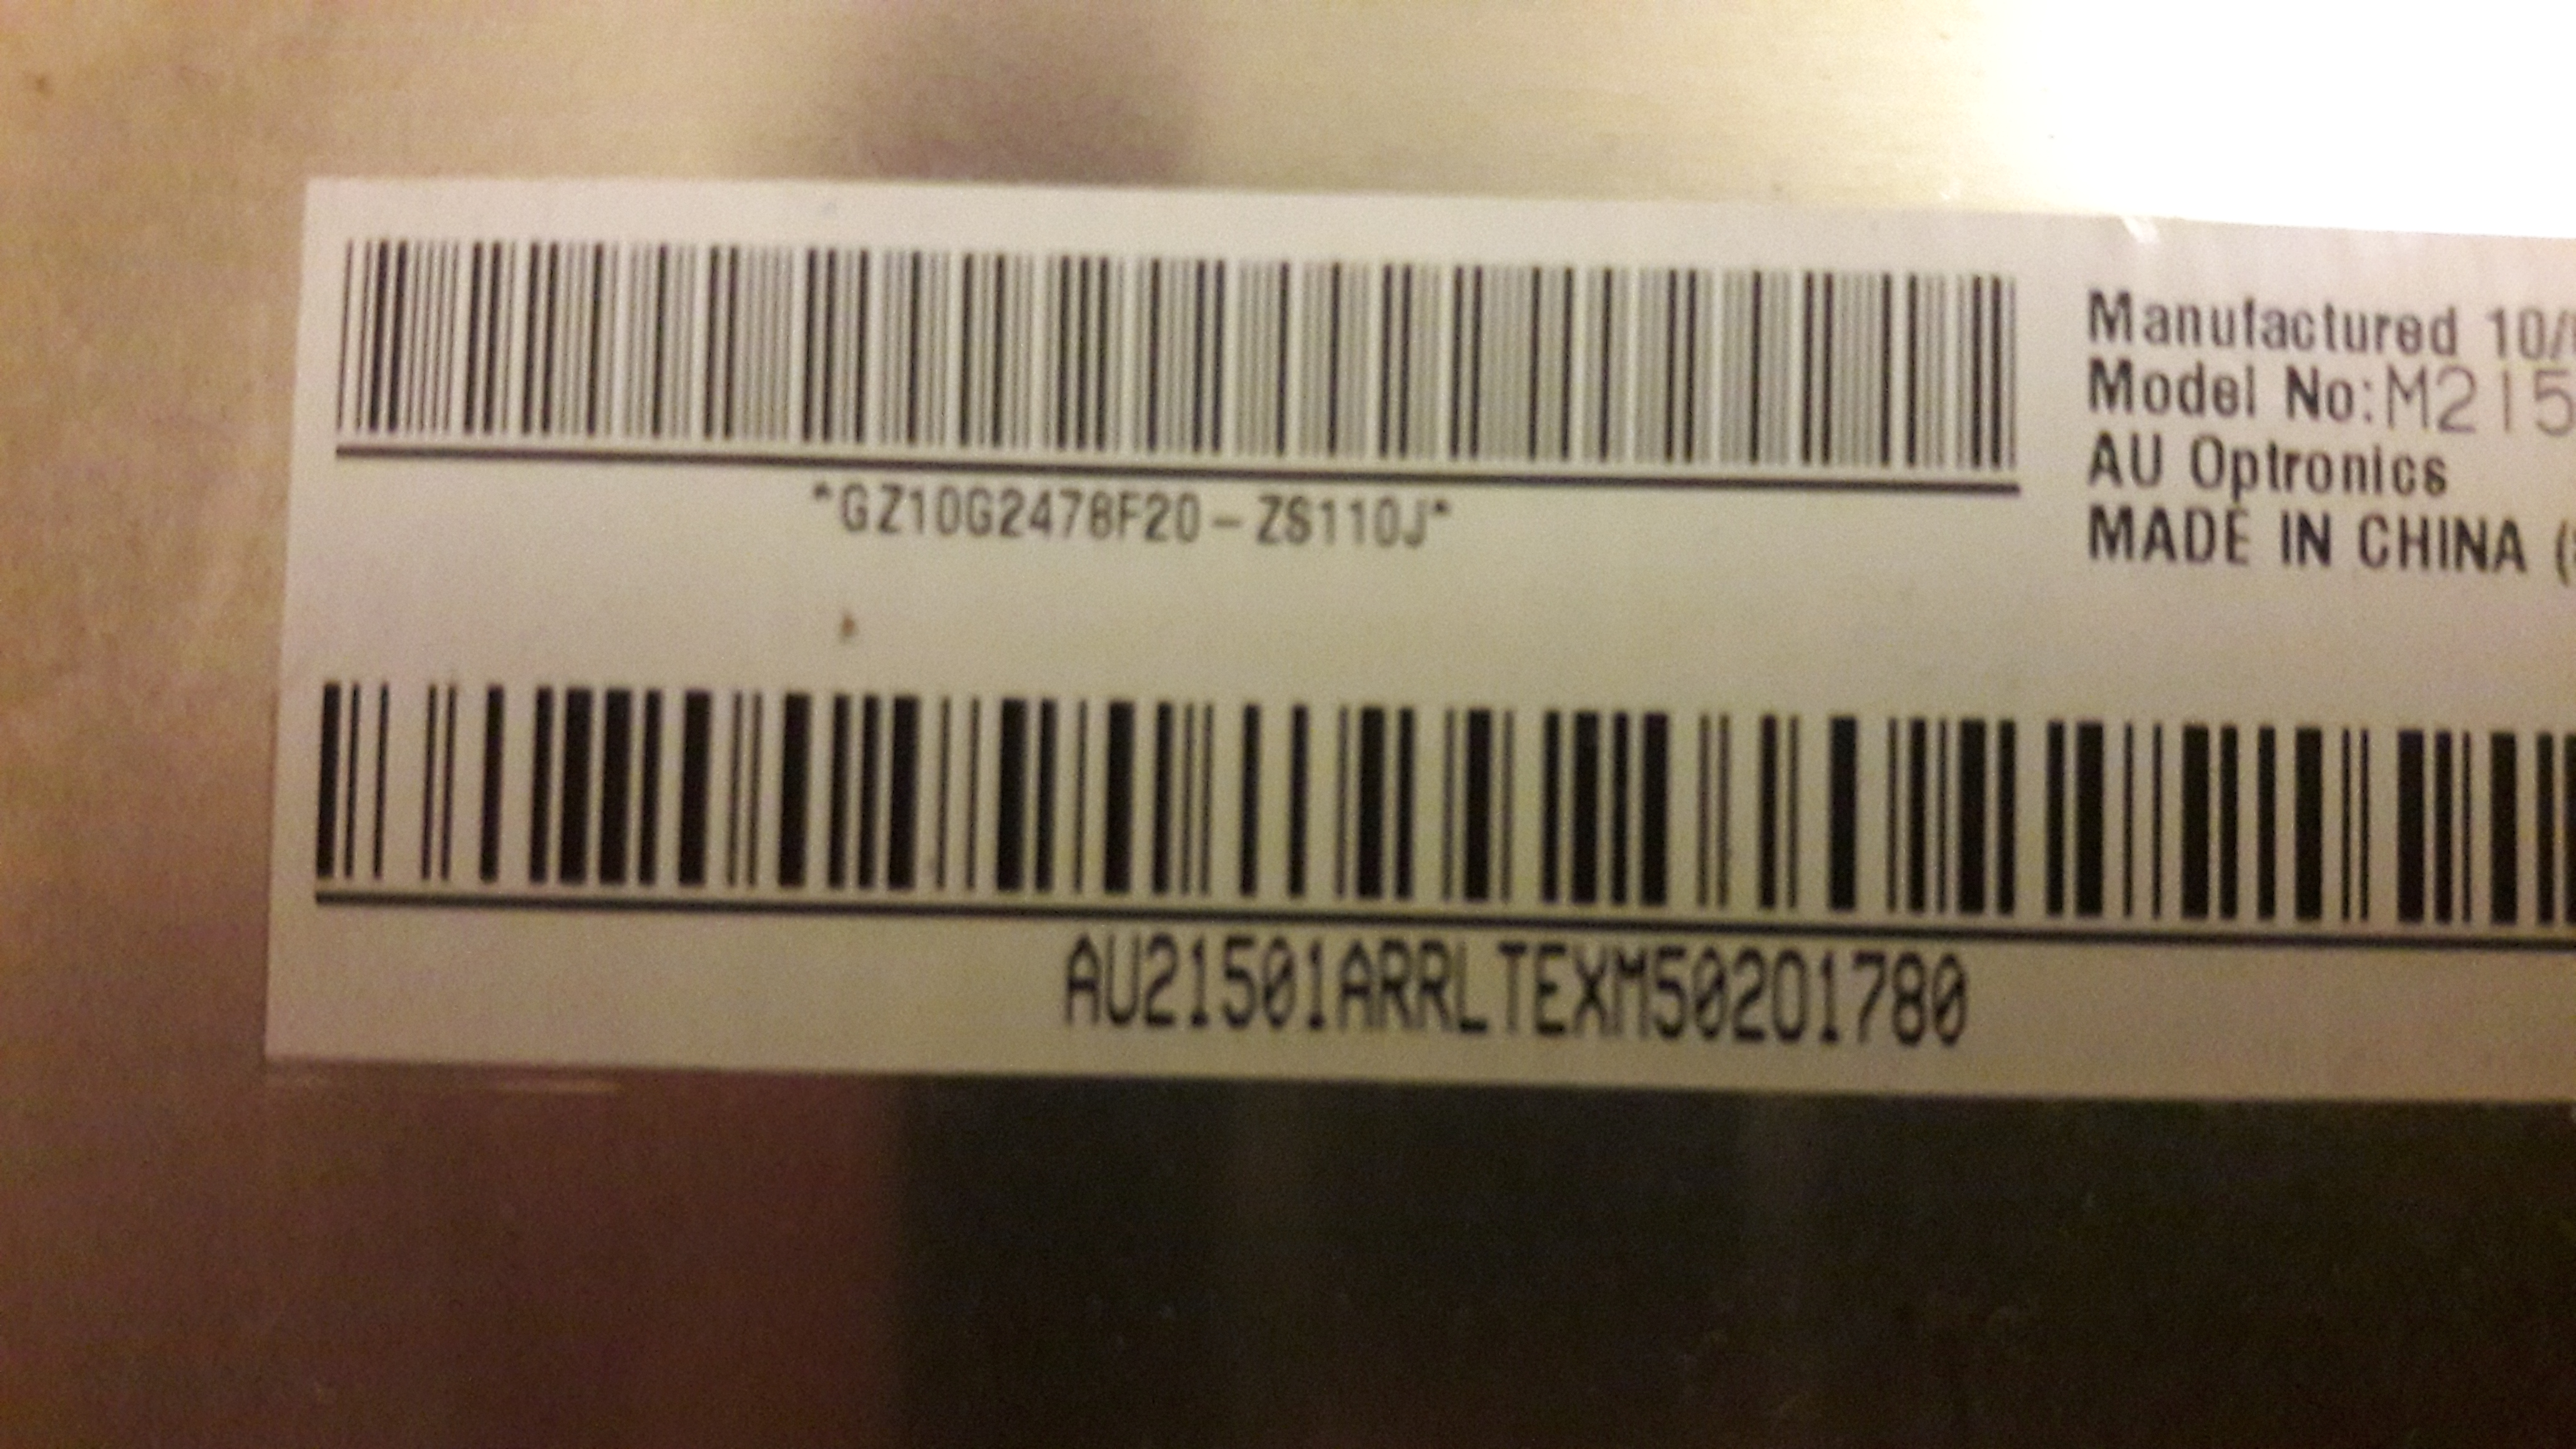 *GZ10G2478F20-ZS110J*
Manufactured 10/
Model No:M215
AU Optronics
MADE IN CHINA (
AU21501ARRLTEXM50201780